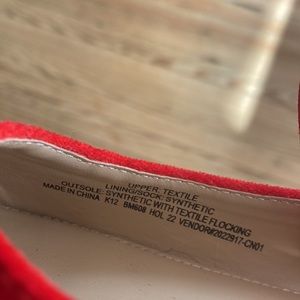 UPPER: TEXTILE
LINING/SOCK: SYNTHETIC
OUTSOLE: SYNTHETIC WITH TEXTILE FLOCKING
MADE IN CHINA K12 BM608 HOL 22 VENDOR#2022917-CN01